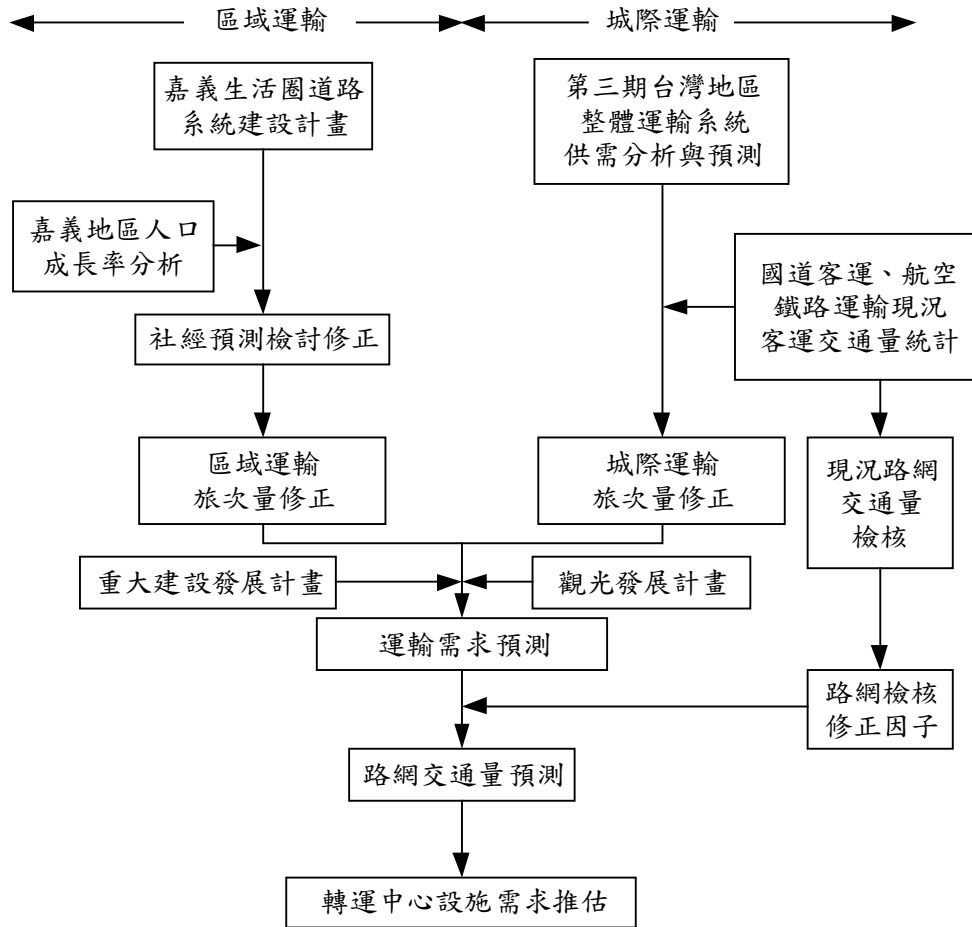 區域運輸
城際運輸
嘉義生活圈道路
系統建設計畫
第三期台灣地區
整體運輸系統
供需分析與預測
嘉義地區人口
成長率分析
國道客運、航空
鐵路運輸現況
客運交通量統計
社經預測檢討修正
區域運輸
旅次量修正
城際運輸
旅次量修正
現況路網
交通量
檢核
重大建設發展計畫
觀光發展計畫
運輸需求預測
路網檢核
修正因子
路網交通量預測
轉運中心設施需求推估